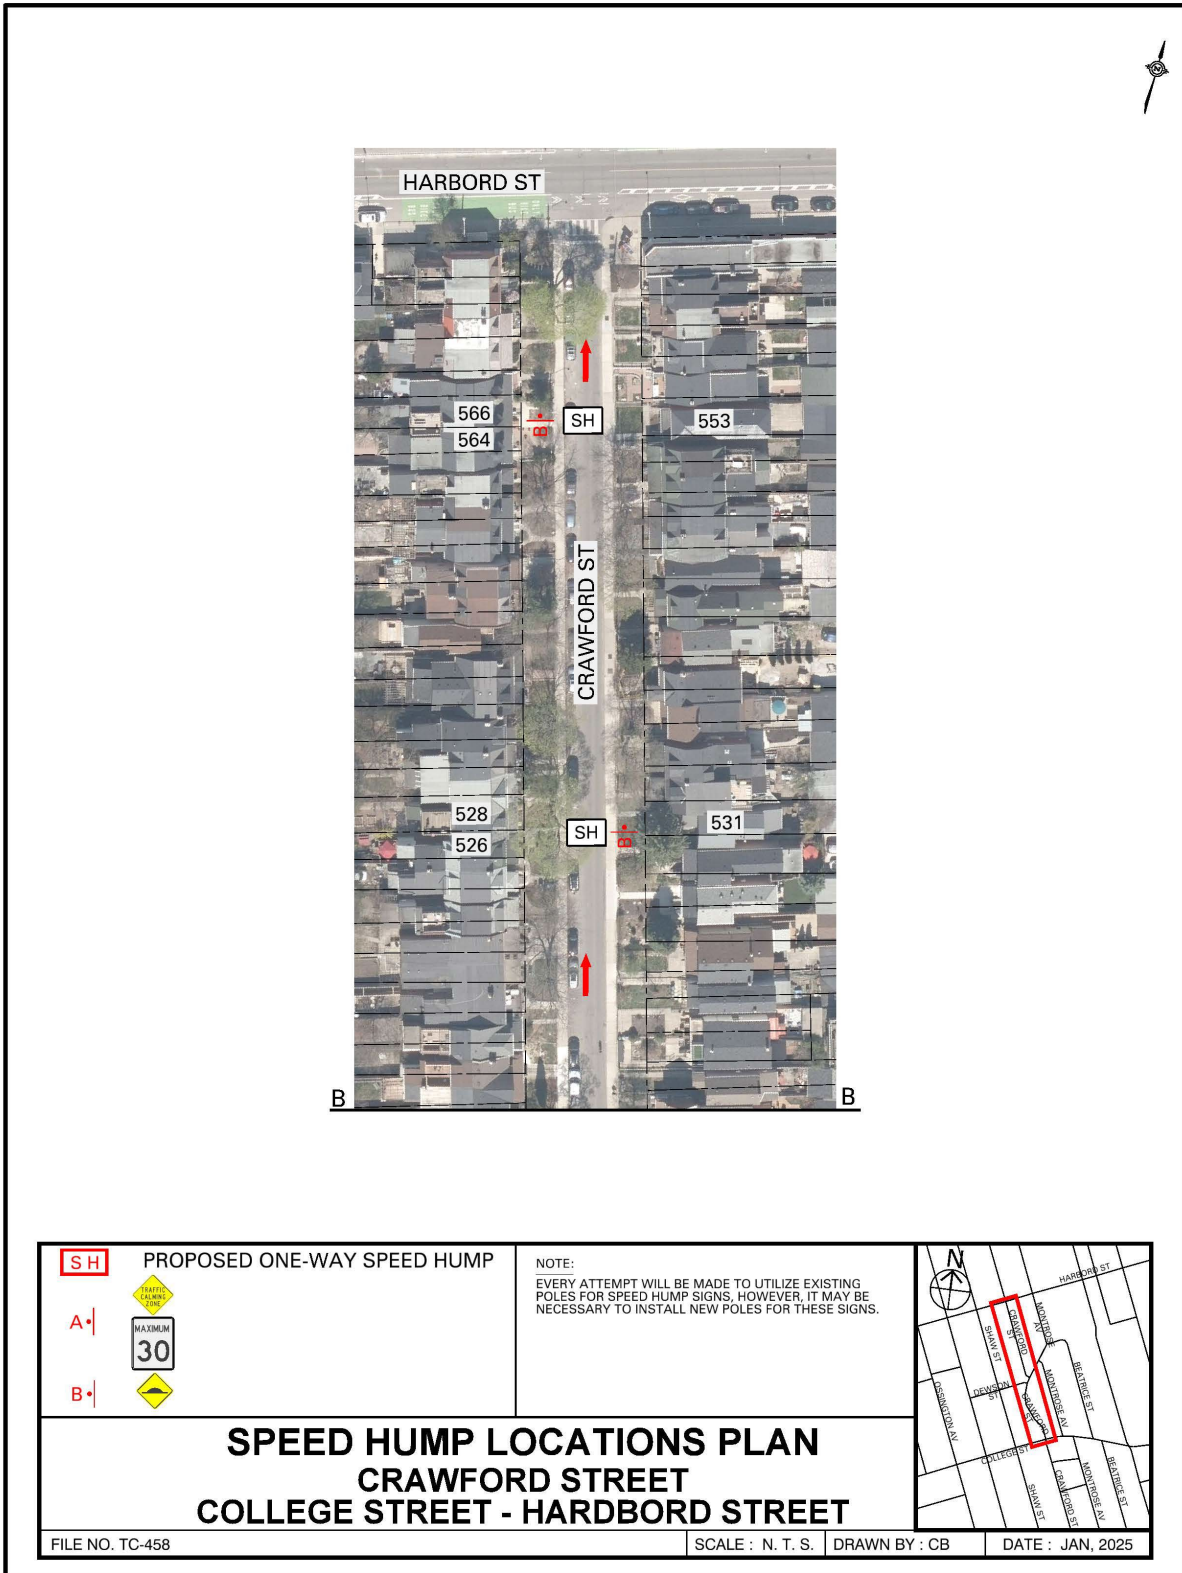 N
HARBORD ST
566
B
SH
553
564
CRAWFORD ST
528
531
SH
B
526
B
B
SH
PROPOSED ONE-WAY SPEED HUMP
TRAFFIC
CALMING
ZONE
A
MAXIMUM
30
B
NOTE:
EVERY ATTEMPT WILL BE MADE TO UTILIZE EXISTING
POLES FOR SPEED HUMP SIGNS, HOWEVER, IT MAY BE
NECESSARY TO INSTALL NEW POLES FOR THESE SIGNS.
N
HARBORD ST
SHAW ST
CRAWFORD
ST
MONTROSE
AV
OSSINGTON AV
DEWSON
ST
CRAWFORD
ST
MONTROSE AV
BEATRICE ST
COLLEGE ST
SHAW ST
CRAWFORD ST
MONTROSE AV
BEATRICE ST
SPEED HUMP LOCATIONS PLAN
CRAWFORD STREET
COLLEGE STREET - HARDBORD STREET
FILE NO. TC-458
SCALE : N. T. S.
DRAWN BY : CB
DATE : JAN, 2025